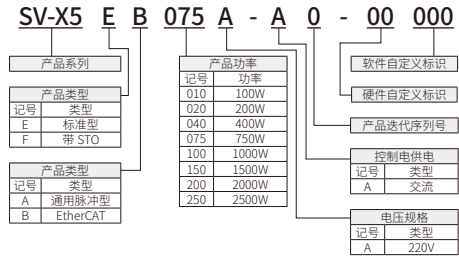 SV-X5 E B 075 A - A 0 - 00 000
产品系列
产品类型
记号 类型
E 标准型
F 带 STO
产品类型
记号 类型
A 通用脉冲型
B EtherCAT
产品功率
记号 功率
010 100W
020 200W
040 400W
075 750W
100 1000W
150 1500W
200 2000W
250 2500W
软件自定义标识
硬件自定义标识
产品迭代序列号
控制电供电
记号 类型
A 交流
电压规格
记号 类型
A 220V